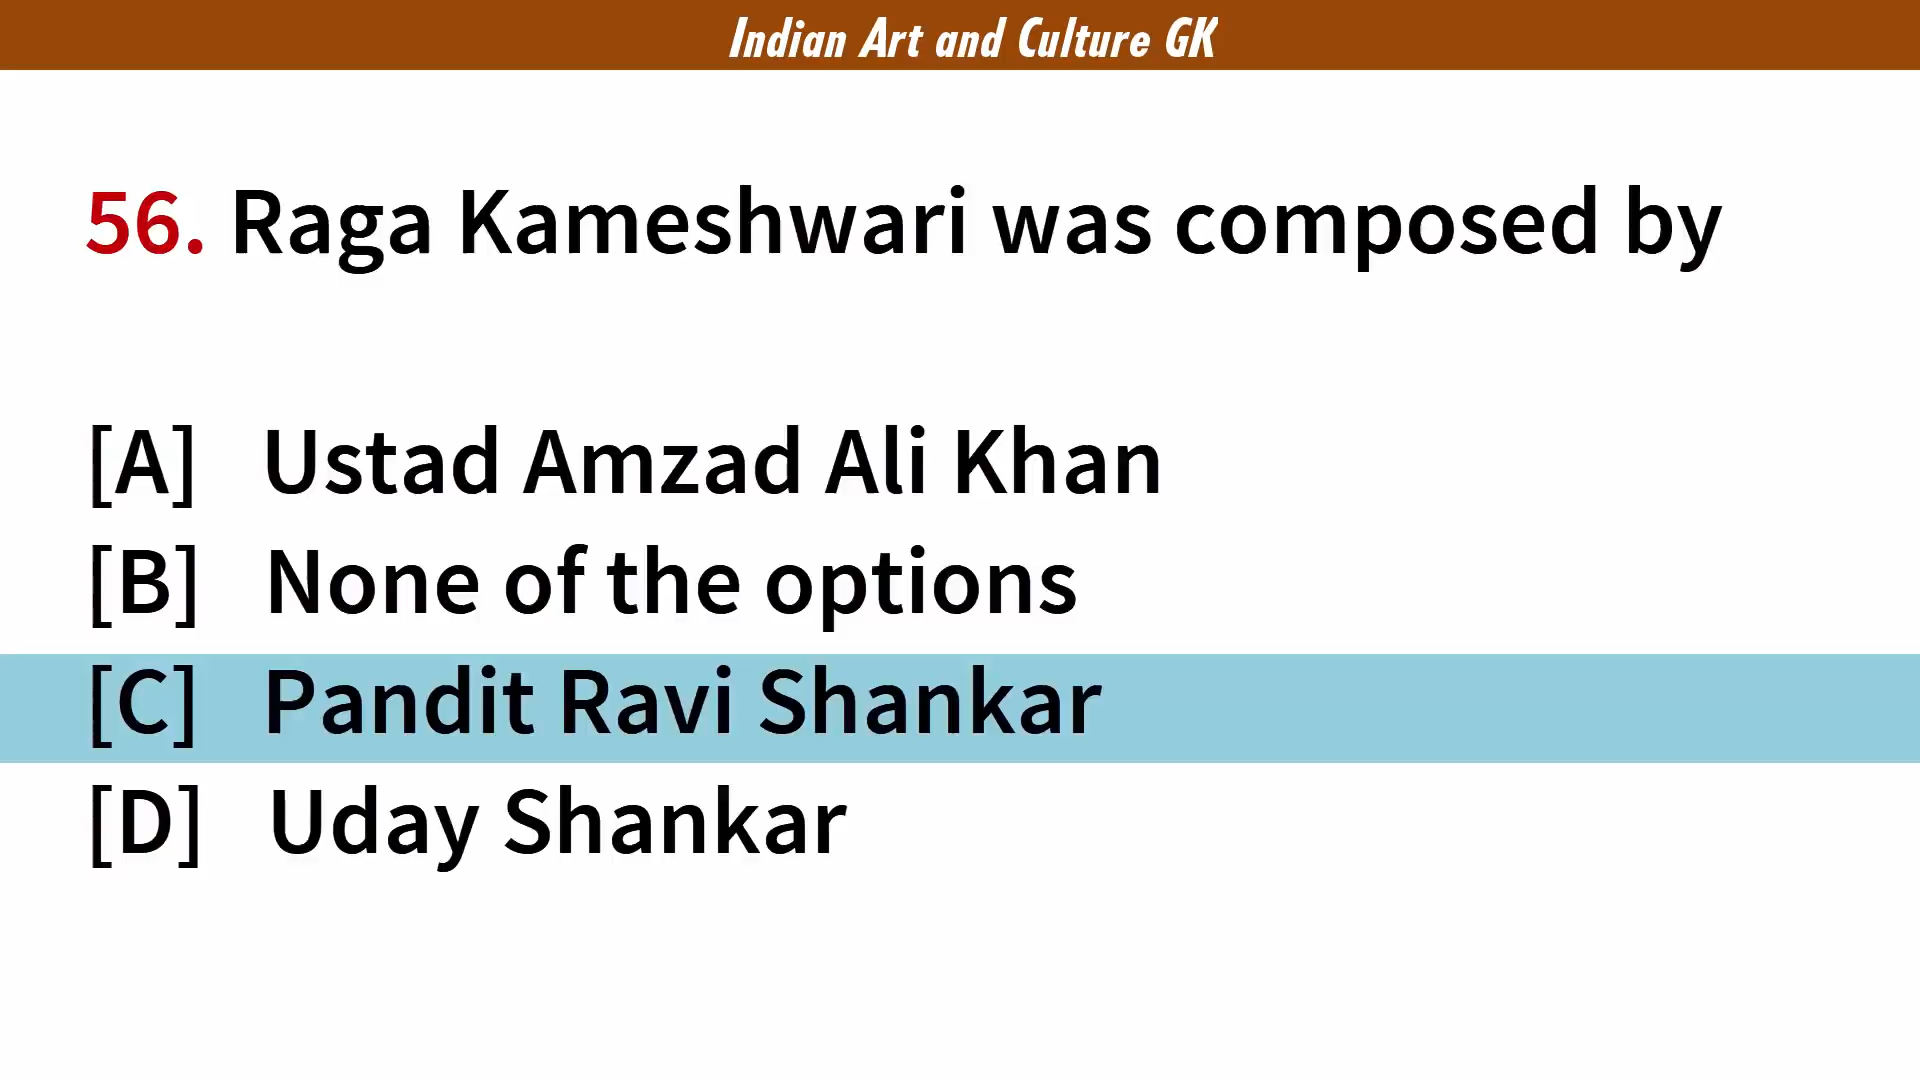 Indian Art and Culture GK
56. Raga Kameshwari was composed by
[A] Ustad Amzad Ali Khan
[B] None of the options
[C] Pandit Ravi Shankar
[D] Uday Shankar